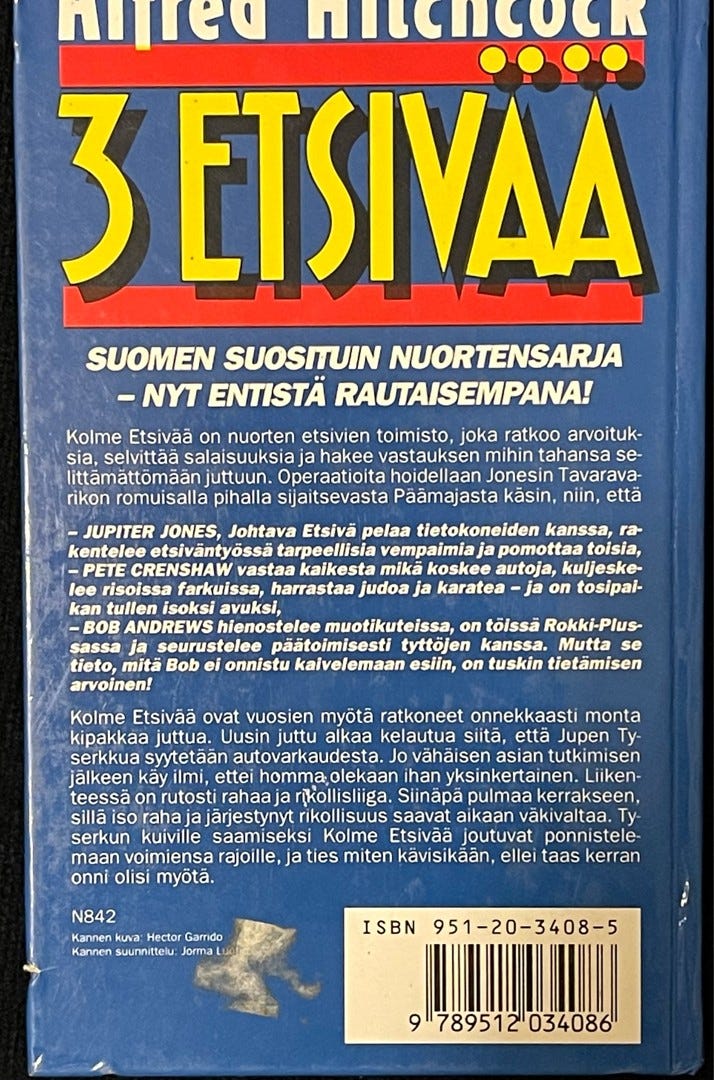 Alfred Hitchcock
3 ETSIVÄÄ
SUOMEN SUOSITUIN NUORTENSARJA
– NYT ENTISTÄ RAUTAISEMPANA!
Kolme Etsivää on nuorten etsivien toimisto, joka ratkoo arvoituk-
sia, selvittää salaisuuksia ja hakee vastauksen mihin tahansa se-
littämättömään juttuun. Operaatioita hoidellaan Jonesin Tavarava-
rikon romuisalla pihalla sijaitsevasta Päämajasta käsin, niin, että
– JUPITER JONES, Johtava Etsivä pelaa tietokoneiden kanssa, ra-
kentelee etsiväntyössä tarpeellisia vempaimia ja pomottaa toisia,
– PETE CRENSHAW vastaa kaikesta mikä koskee autoja, kuljeske-
lee risoissa farkuissa, harrastaa judoa ja karatea – ja on tosipai-
kan tullen isoksi avuksi,
– BOB ANDREWS hienostelee muotikuteissa, on töissä Rokki-Plus-
sassa ja seurustelee päätoimisesti tyttöjen kanssa. Mutta se
tieto, mitä Bob ei onnistu kaivelemaan esiin, on tuskin tietämisen
arvoinen!
Kolme Etsivää ovat vuosien myötä ratkoneet onnekkaasti monta
kipakkaa juttua. Uusin juttu alkaa kelautua siitä, että Jupen Ty-
serkkua syytetään autovarkaudesta. Jo vähäisen asian tutkimisen
jälkeen käy ilmi, ettei homma olekaan ihan yksinkertainen. Liiken-
teessä on rutosti rahaa ja rikollisliiga. Siinäpä pulmaa kerrakseen,
sillä iso raha ja järjestynyt rikollisuus saavat aikaan väkivaltaa. Ty-
serkun kuiville saamiseksi Kolme Etsivää joutuvat ponnistele-
maan voimiensa rajoille, ja ties miten kävisikään, ellei taas kerran
onni olisi myötä.
N842
Kannen kuva: Hector Garrido
Kannen suunnittelu: Jorma
ISBN 951-20-3408-5
9 789512 034086